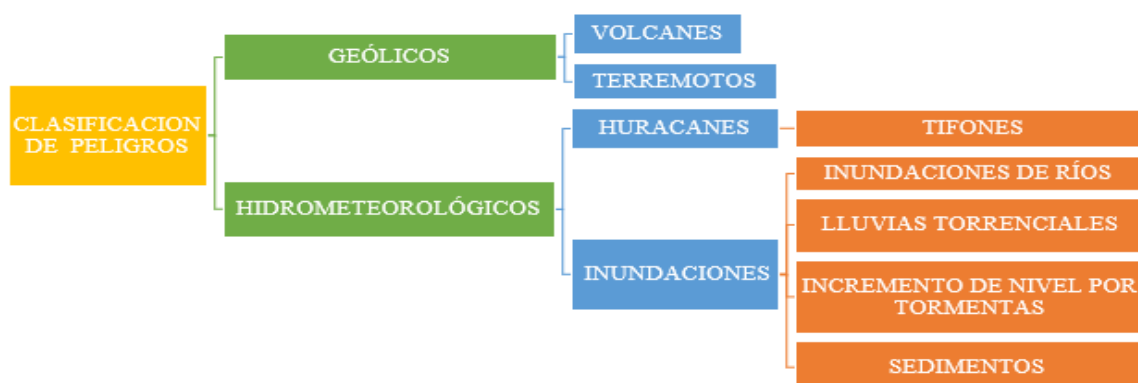 CLASIFICACION
DE PELIGROS
GEÓLICOS
VOLCANES
TERREMOTOS
HIDROMETEOROLÓGICOS
HURACANES
TIFONES
INUNDACIONES
INUNDACIONES DE RÍOS
LLUVIAS TORRENCIALES
INCREMENTO DE NIVEL POR
TORMENTAS
SEDIMENTOS